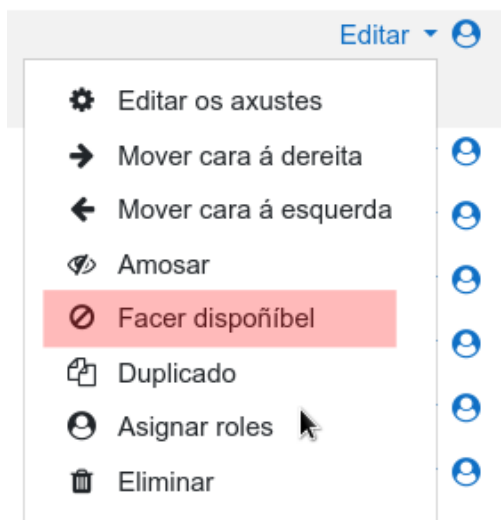 Editar
Editar os axustes
Mover cara á dereita
Mover cara á esquerda
Amosar
Facer dispoñíbel
Duplicado
Asignar roles
Eliminar